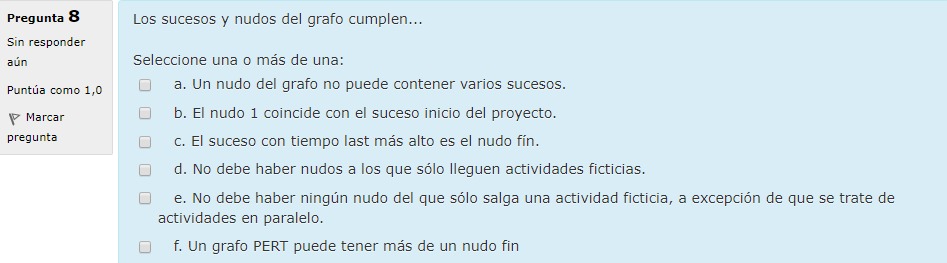 Pregunta 8
Sin responder
aún
Puntúa como 1,0
Marcar
pregunta
Los sucesos y nudos del grafo cumplen...
Seleccione una o más de una:
a. Un nudo del grafo no puede contener varios sucesos.
b. El nudo 1 coincide con el suceso inicio del proyecto.
c. El suceso con tiempo last más alto es el nudo fín.
d. No debe haber nudos a los que sólo lleguen actividades ficticias.
e. No debe haber ningún nudo del que sólo salga una actividad ficticia, a excepción de que se trate de
actividades en paralelo.
f. Un grafo PERT puede tener más de un nudo fin